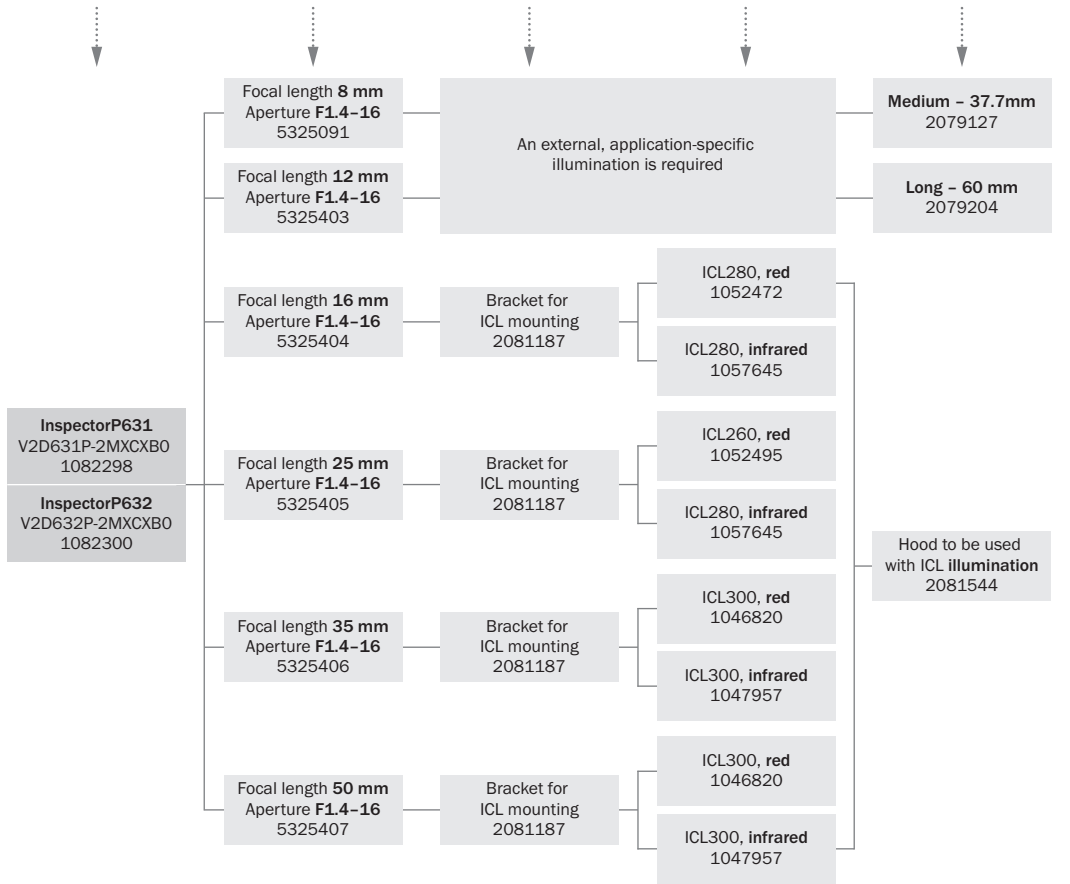 Focal length 8 mm
Aperture F1.4–16
5325091
An external, application-specific
illumination is required
Medium – 37.7mm
2079127
Focal length 12 mm
Aperture F1.4–16
5325403
Long – 60 mm
2079204
Focal length 16 mm
Aperture F1.4–16
5325404
Bracket for
ICL mounting
2081187
ICL280, red
1052472
ICL280, infrared
1057645
InspectorP631
V2D631P-2MXCXB0
1082298
InspectorP632
V2D632P-2MXCXB0
1082300
Focal length 25 mm
Aperture F1.4–16
5325405
Bracket for
ICL mounting
2081187
ICL260, red
1052495
ICL280, infrared
1057645
Hood to be used
with ICL illumination
2081544
Focal length 35 mm
Aperture F1.4–16
5325406
Bracket for
ICL mounting
2081187
ICL300, red
1046820
ICL300, infrared
1047957
Focal length 50 mm
Aperture F1.4–16
5325407
Bracket for
ICL mounting
2081187
ICL300, red
1046820
ICL300, infrared
1047957